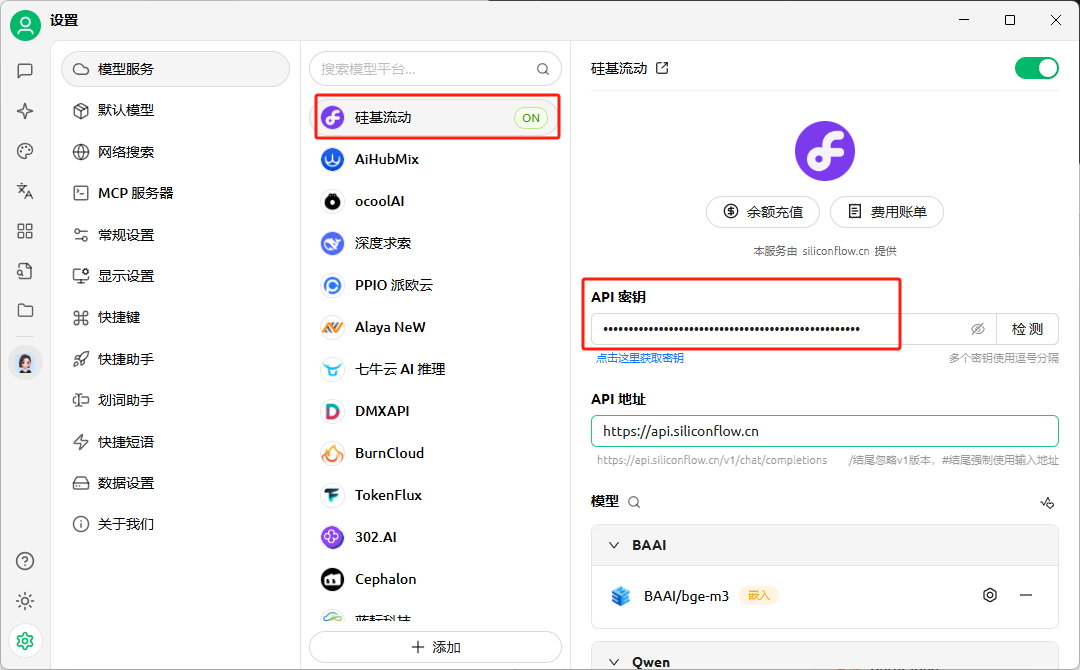 设置
模型服务
默认模型
网络搜索
MCP 服务器
常规设置
显示设置
快捷键
快捷助手
划词助手
快捷短语
数据设置
关于我们
搜索模型平台...
硅基流动 ON
AiHubMix
ocoolAI
深度求索
PPIO 派欧云
Alaya NeW
七牛云 AI 推理
DMXAPI
BurnCloud
TokenFlux
302.AI
Cephalon
蓝耘科技
添加
硅基流动
余额充值 费用账单
本服务由 siliconflow.cn 提供
API 密钥
检 测
点击这里获取密钥 多个密钥使用逗号分隔
API 地址
https://api.siliconflow.cn
https://api.siliconflow.cn/v1/chat/completions /结尾忽略v1版本，#结尾强制使用输入地址
模型
BAAI
BAAI/bge-m3 嵌入
Qwen